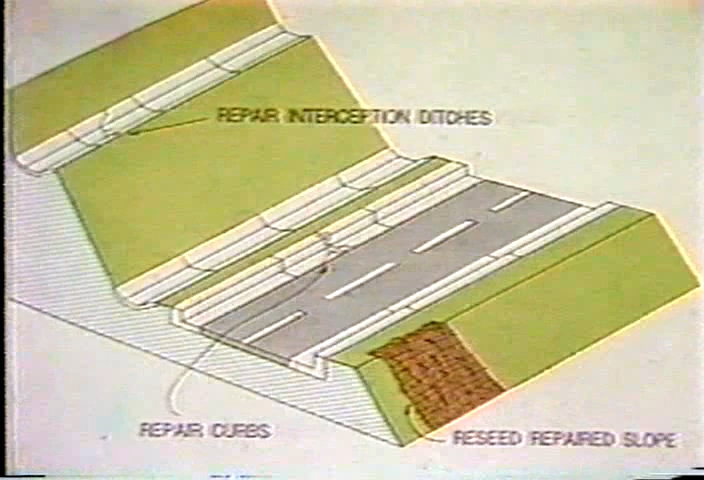 REPAIR INTERCEPTION DITCHES
REPAIR CURBS
RESEED REPAIRED SLOPE